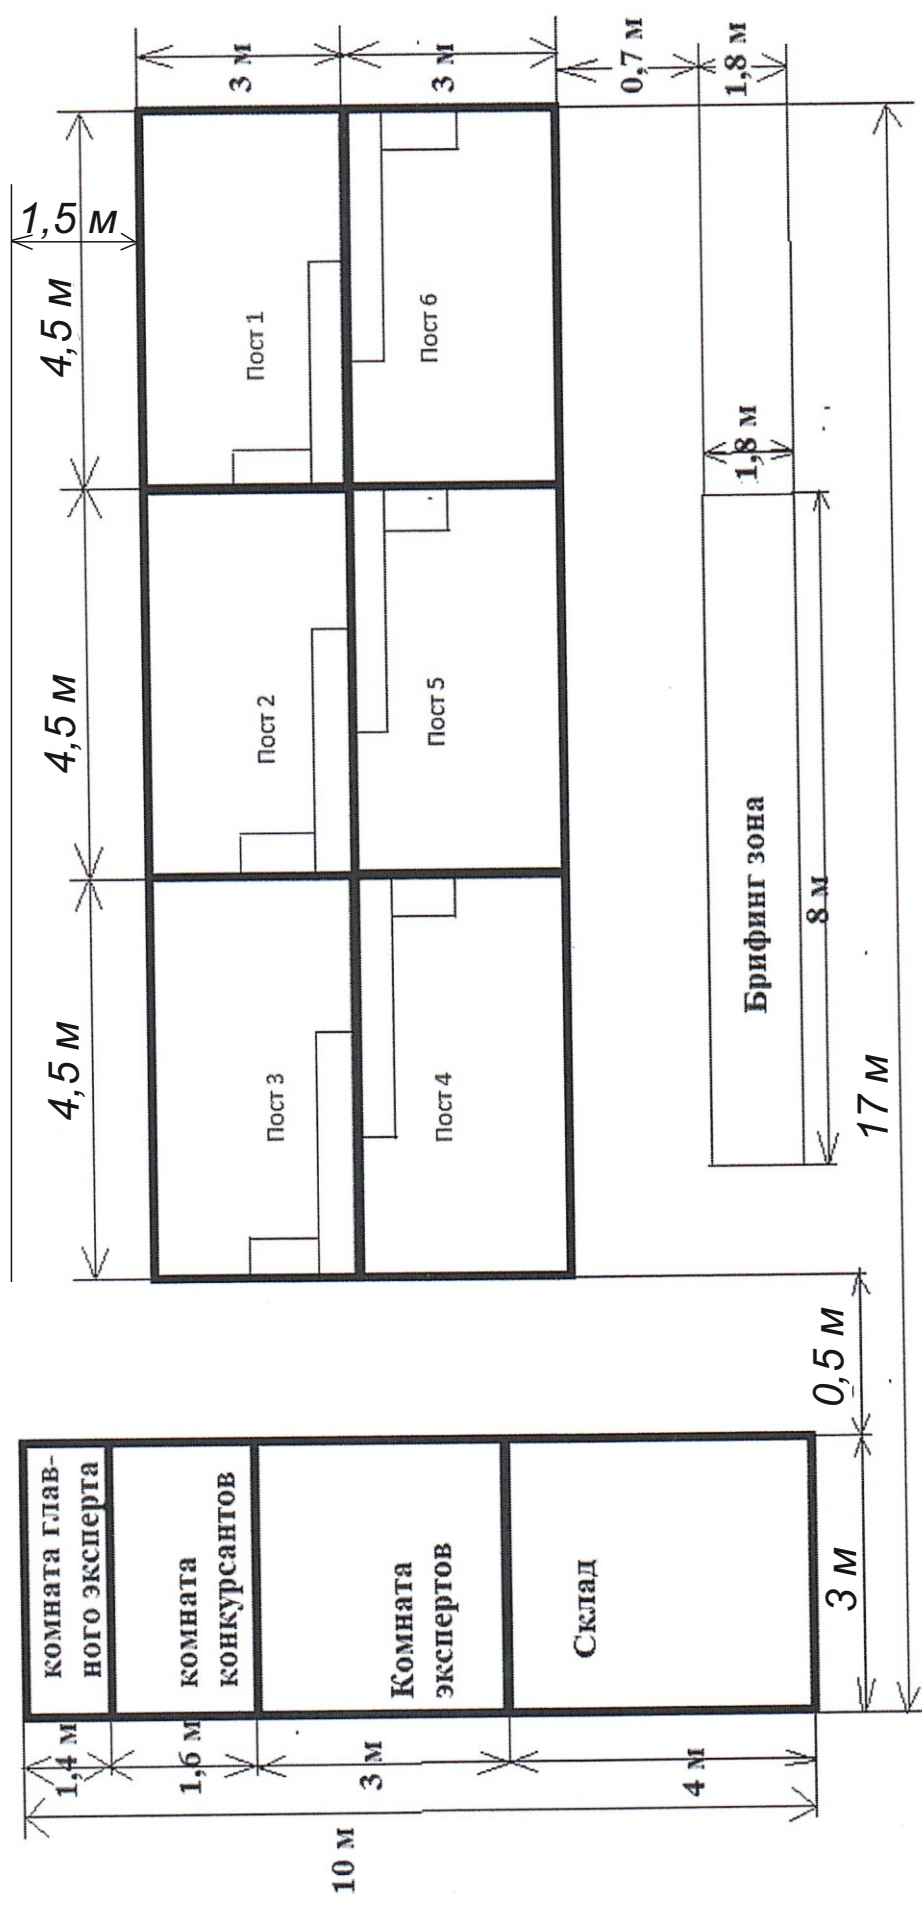 3 м
3 м
0,7 м
1,8 м
1,5 м
4,5 м
4,5 м
4,5 м
Пост 1
Пост 6
Пост 2
Пост 5
Пост 3
Пост 4
1,8 м
Брифинг зона
8 м
17 м
0,5 м
3 м
комната глав-
ного эксперта
комната
конкурсантов
Комната
экспертов
Склад
1,4 м
1,6 м
3 м
4 м
10 м